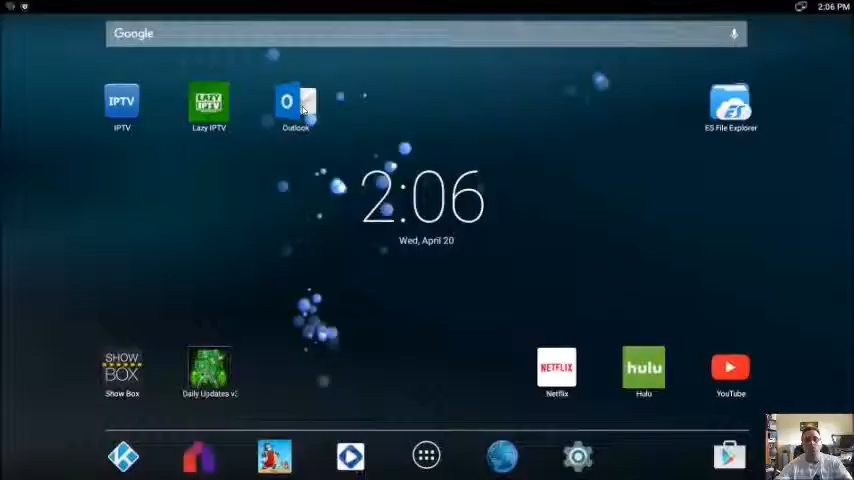 2:06 PM
Google
IPTV
LAZY
IPTV
O
ES
IPTV
Lazy IPTV
Outlook
ES File Explorer
2:06
Wed, April 20
SHOW
BOX
NETFLIX
hulu
Show Box
Daily Updates v:
Netflix
Hulu
YouTube